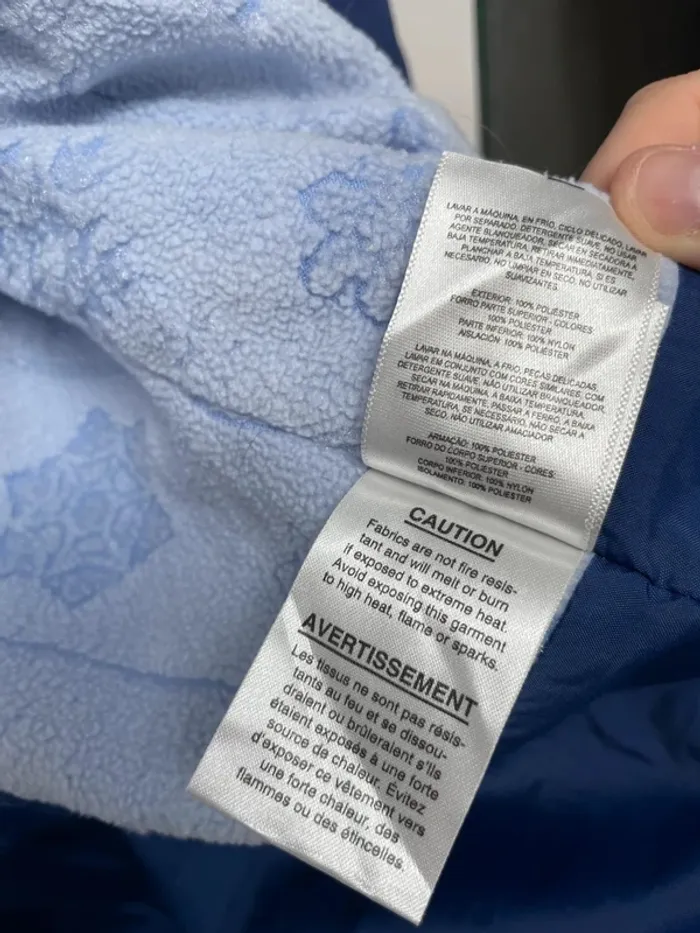 LAVAR A MÁQUINA, EN FRÍO, CICLO DELICADO, LAVAR
POR SEPARADO. DETERGENTE SUAVE, NO USAR
AGENTE BLANQUEADOR, SECAR EN SECADORA A
BAJA TEMPERATURA, RETIRAR INMEDIATAMENTE,
PLANCHAR A BAJA TEMPERATURA, SI ES
NECESARIO. NO LIMPIAR EN SECO, NO UTILIZAR
SUAVIZANTES.
EXTERIOR: 100% POLIÉSTER
FORRO PARTE SUPERIOR - COLORES
100% POLIÉSTER
PARTE INFERIOR: 100% NYLON
AISLACIÓN: 100% POLIÉSTER
LAVAR NA MÁQUINA, A FRIO, PEÇAS DELICADAS.
LAVAR EM CONJUNTO COM CORES SIMILARES, COM
DETERGENTE SUAVE, NÃO UTILIZAR BRANQUEADOR,
SECAR NA MÁQUINA, A BAIXA TEMPERATURA,
RETIRAR RAPIDAMENTE. PASSAR A FERRO, A BAIXA
TEMPERATURA, SE NECESSÁRIO, NÃO SECAR A
SECO, NÃO UTILIZAR AMACIADOR
ARMAÇÃO: 100% POLIESTER
FORRO DO CORPO SUPERIOR - CORES:
100% POLIESTER
CORPO INFERIOR: 100% NYLON
ISOLAMENTO: 100% POLIESTER
CAUTION
Fabrics are not fire resis-
tant and will melt or burn
if exposed to extreme heat.
Avoid exposing this garment
to high heat, flame or sparks.
AVERTISSEMENT
Les tissus ne sont pas résis-
tants au feu et se dissou-
draient ou brûleraient s'ils
étaient exposés à une forte
source de chaleur. Évitez
d'exposer ce vêtement vers
une forte chaleur, des
flammes ou des étincelles.